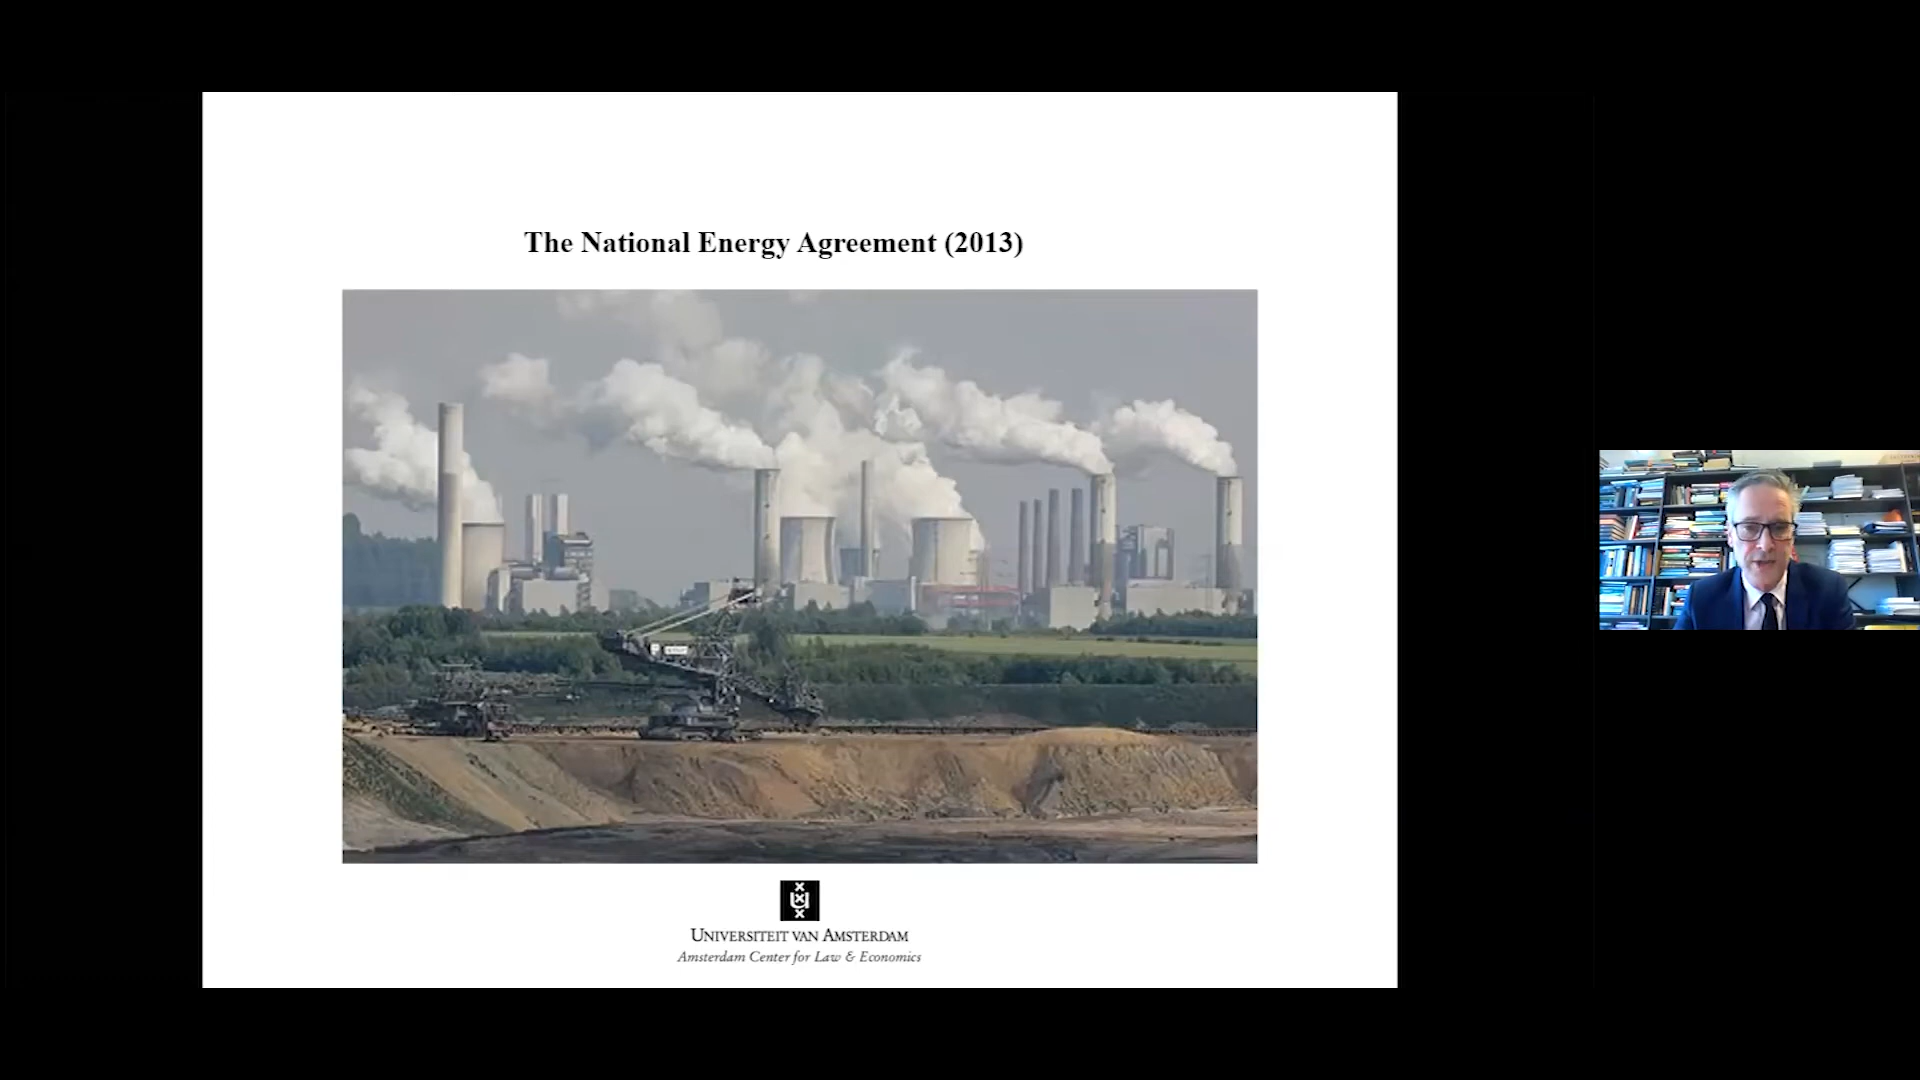 The National Energy Agreement (2013)
UNIVERSITEIT VAN AMSTERDAM
Amsterdam Center for Law & Economics